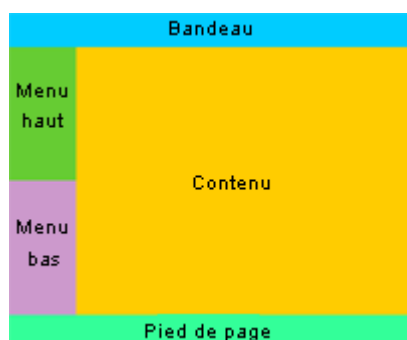 Bandeau
Menu
haut
Contenu
Menu
bas
Pied de page